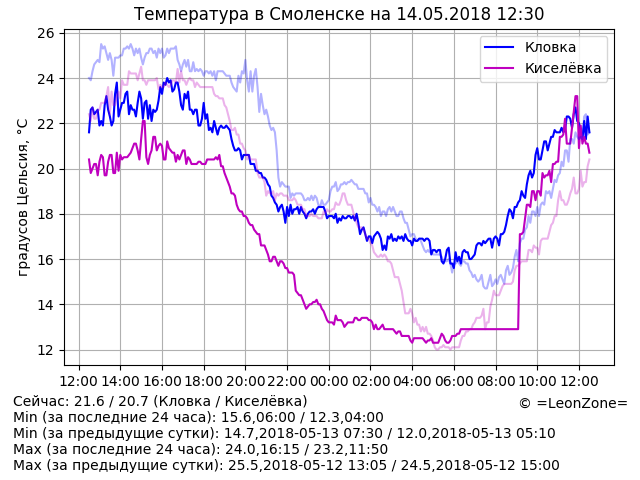 Температура в Смоленске на 14.05.2018 12:30
градусов Цельсия, °C
26
24
22
20
18
16
14
12
Кловка
Киселёвка
12:00 14:00 16:00 18:00 20:00 22:00 00:00 02:00 04:00 06:00 08:00 10:00 12:00
Сейчас: 21.6 / 20.7 (Кловка / Киселёвка)
© =LeonZone=
Min (за последние 24 часа): 15.6,06:00 / 12.3,04:00
Min (за предыдущие сутки): 14.7,2018-05-13 07:30 / 12.0,2018-05-13 05:10
Max (за последние 24 часа): 24.0,16:15 / 23.2,11:50
Max (за предыдущие сутки): 25.5,2018-05-12 13:05 / 24.5,2018-05-12 15:00